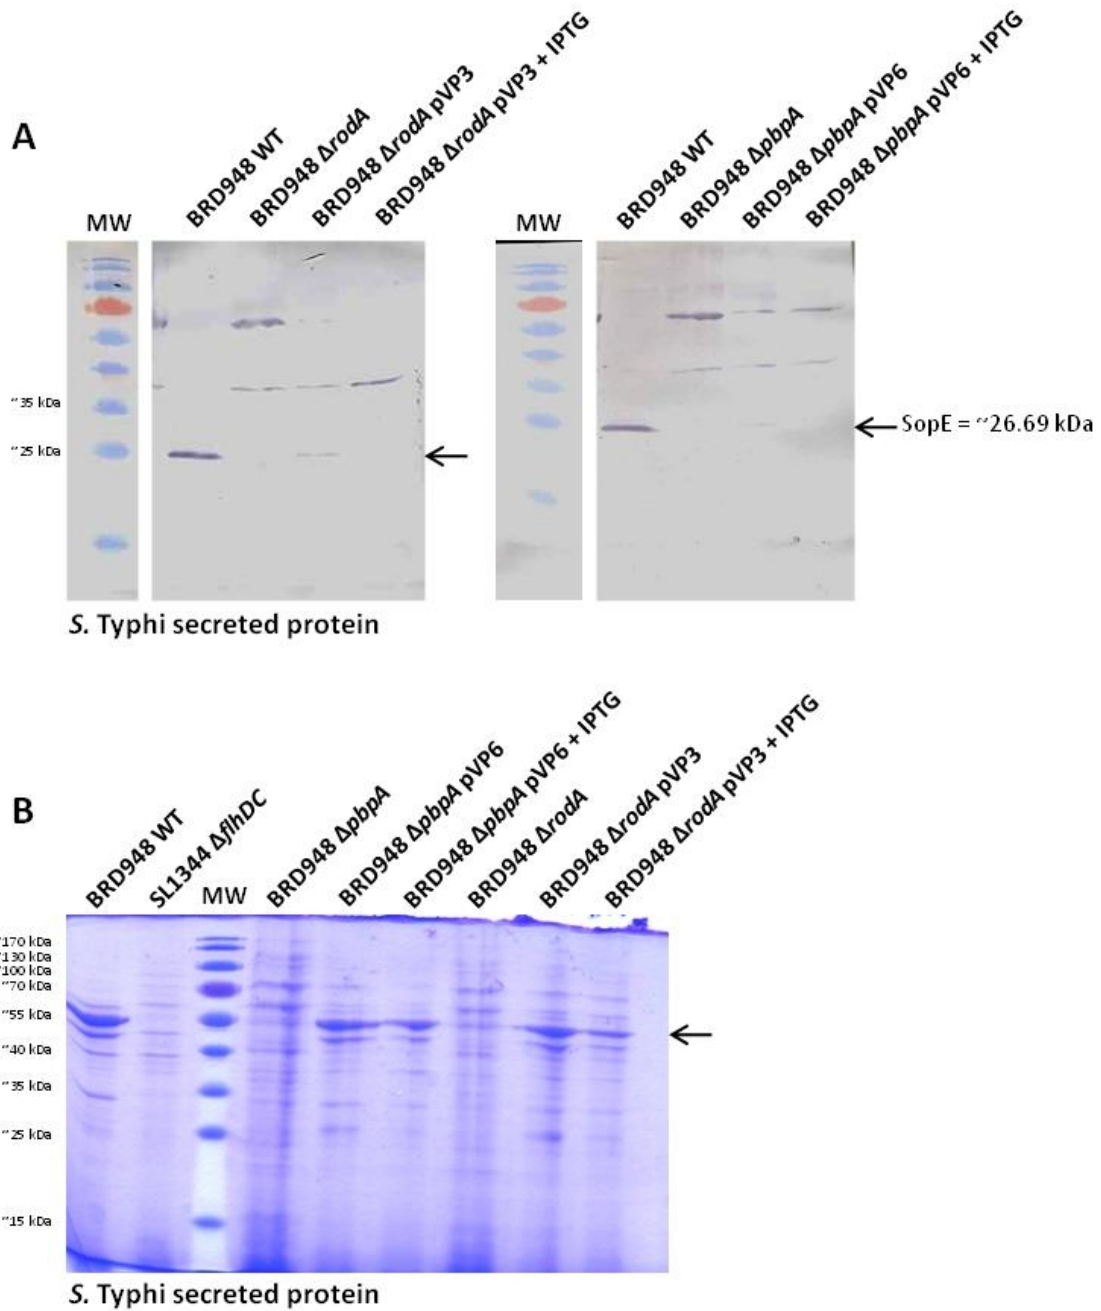 A
MW
BRD948 WT
BRD948 ΔrodA
BRD948 ΔrodA pVP3
BRD948 ΔrodA pVP3 + IPTG
MW
BRD948 WT
BRD948 ΔpbpA
BRD948 ΔpbpA pVP6
BRD948 ΔpbpA pVP6 + IPTG
~35 kDa
~25 kDa
SopE = ~26.69 kDa
S. Typhi secreted protein
B
BRD948 WT
SL1344 ΔflhDC
MW
BRD948 ΔpbpA
BRD948 ΔpbpA pVP6
BRD948 ΔpbpA pVP6 + IPTG
BRD948 ΔrodA
BRD948 ΔrodA pVP3
BRD948 ΔrodA pVP3 + IPTG
~170 kDa
~130 kDa
~100 kDa
~70 kDa
~55 kDa
~40 kDa
~35 kDa
~25 kDa
~15 kDa
S. Typhi secreted protein